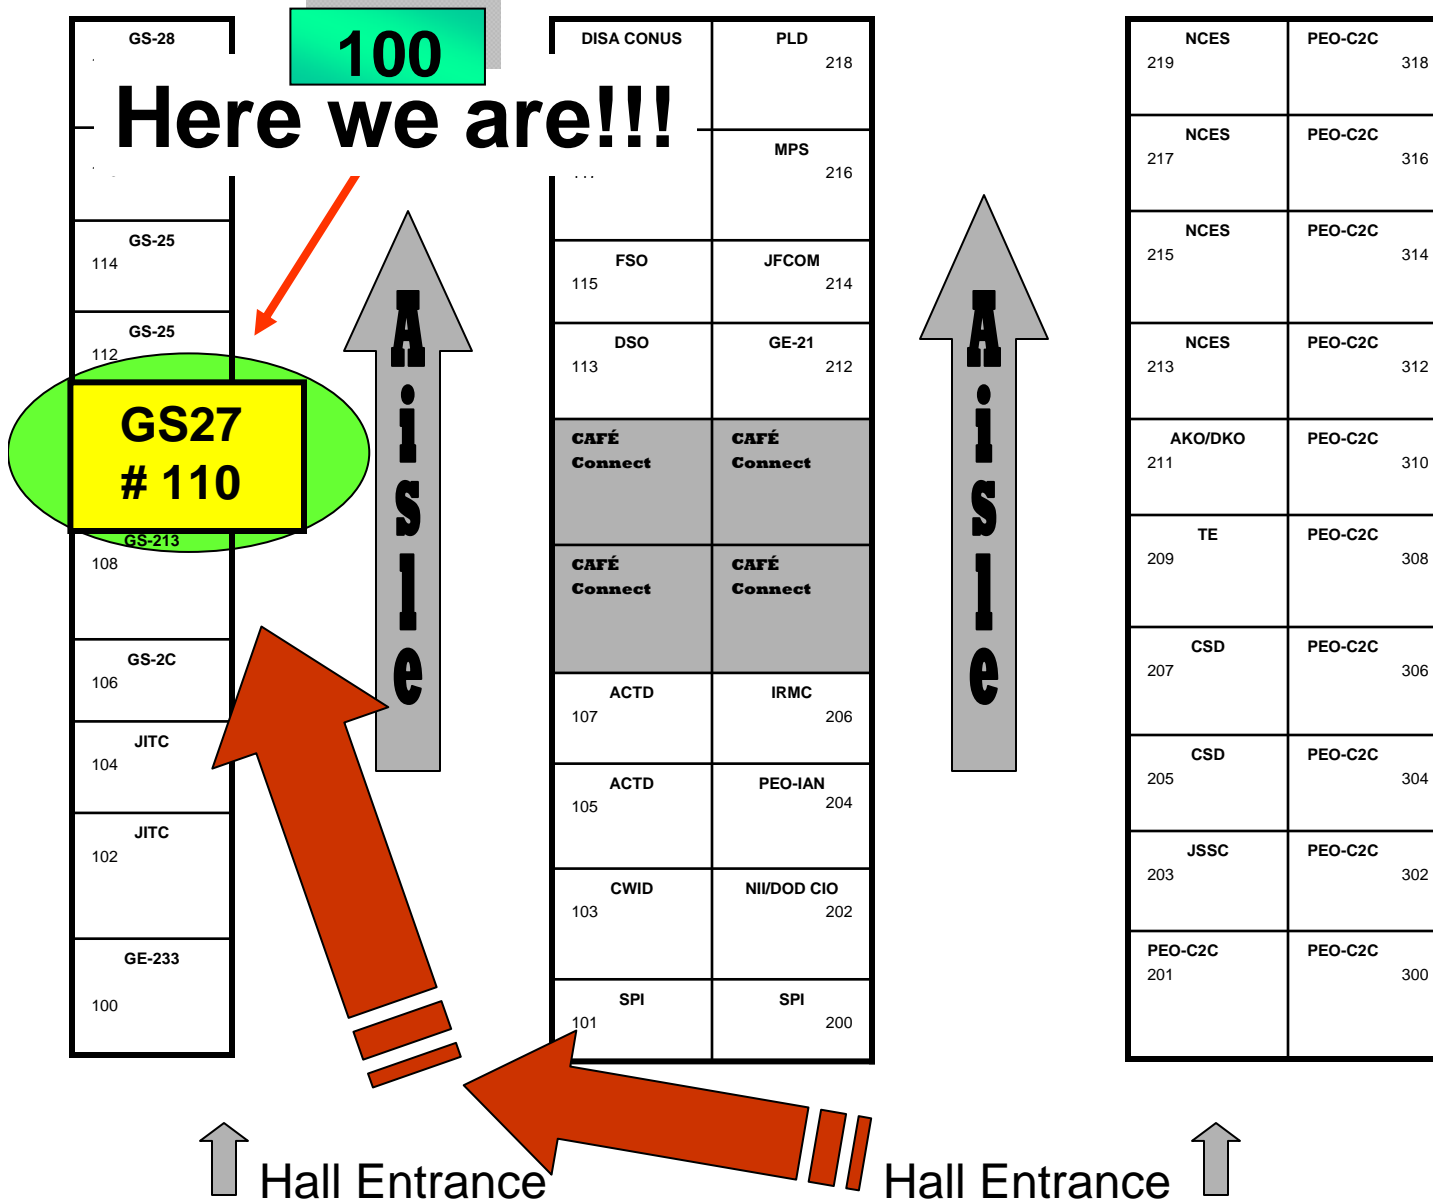 100
Here we are!!!
GS-28
GS-25
114
GS-25
112
GS27
# 110
GS-213
108
GS-2C
106
JITC
104
JITC
102
GE-233
100
A
i
s
l
e
DISA CONUS
PLD
218
MPS
216
FSO
115
JFCOM
214
DSO
113
GE-21
212
CAFÉ
Connect
CAFÉ
Connect
CAFÉ
Connect
CAFÉ
Connect
ACTD
107
IRMC
206
ACTD
105
PEO-IAN
204
CWID
103
NII/DOD CIO
202
SPI
101
SPI
200
A
i
s
l
e
NCES
219
PEO-C2C
318
NCES
217
PEO-C2C
316
NCES
215
PEO-C2C
314
NCES
213
PEO-C2C
312
AKO/DKO
211
PEO-C2C
310
TE
209
PEO-C2C
308
CSD
207
PEO-C2C
306
CSD
205
PEO-C2C
304
JSSC
203
PEO-C2C
302
PEO-C2C
201
PEO-C2C
300
Hall Entrance
Hall Entrance